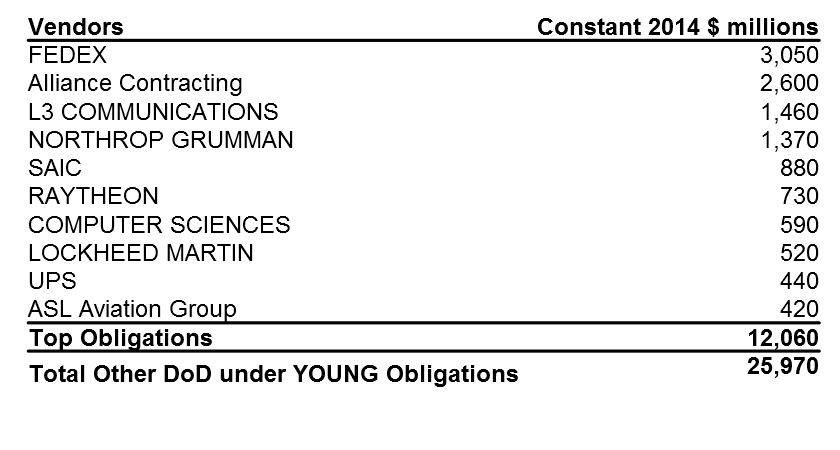 Vendors Constant 2014 $ millions
FEDEX 3,050
Alliance Contracting 2,600
L3 COMMUNICATIONS 1,460
NORTHROP GRUMMAN 1,370
SAIC 880
RAYTHEON 730
COMPUTER SCIENCES 590
LOCKHEED MARTIN 520
UPS 440
ASL Aviation Group 420
Top Obligations 12,060
Total Other DoD under YOUNG Obligations 25,970